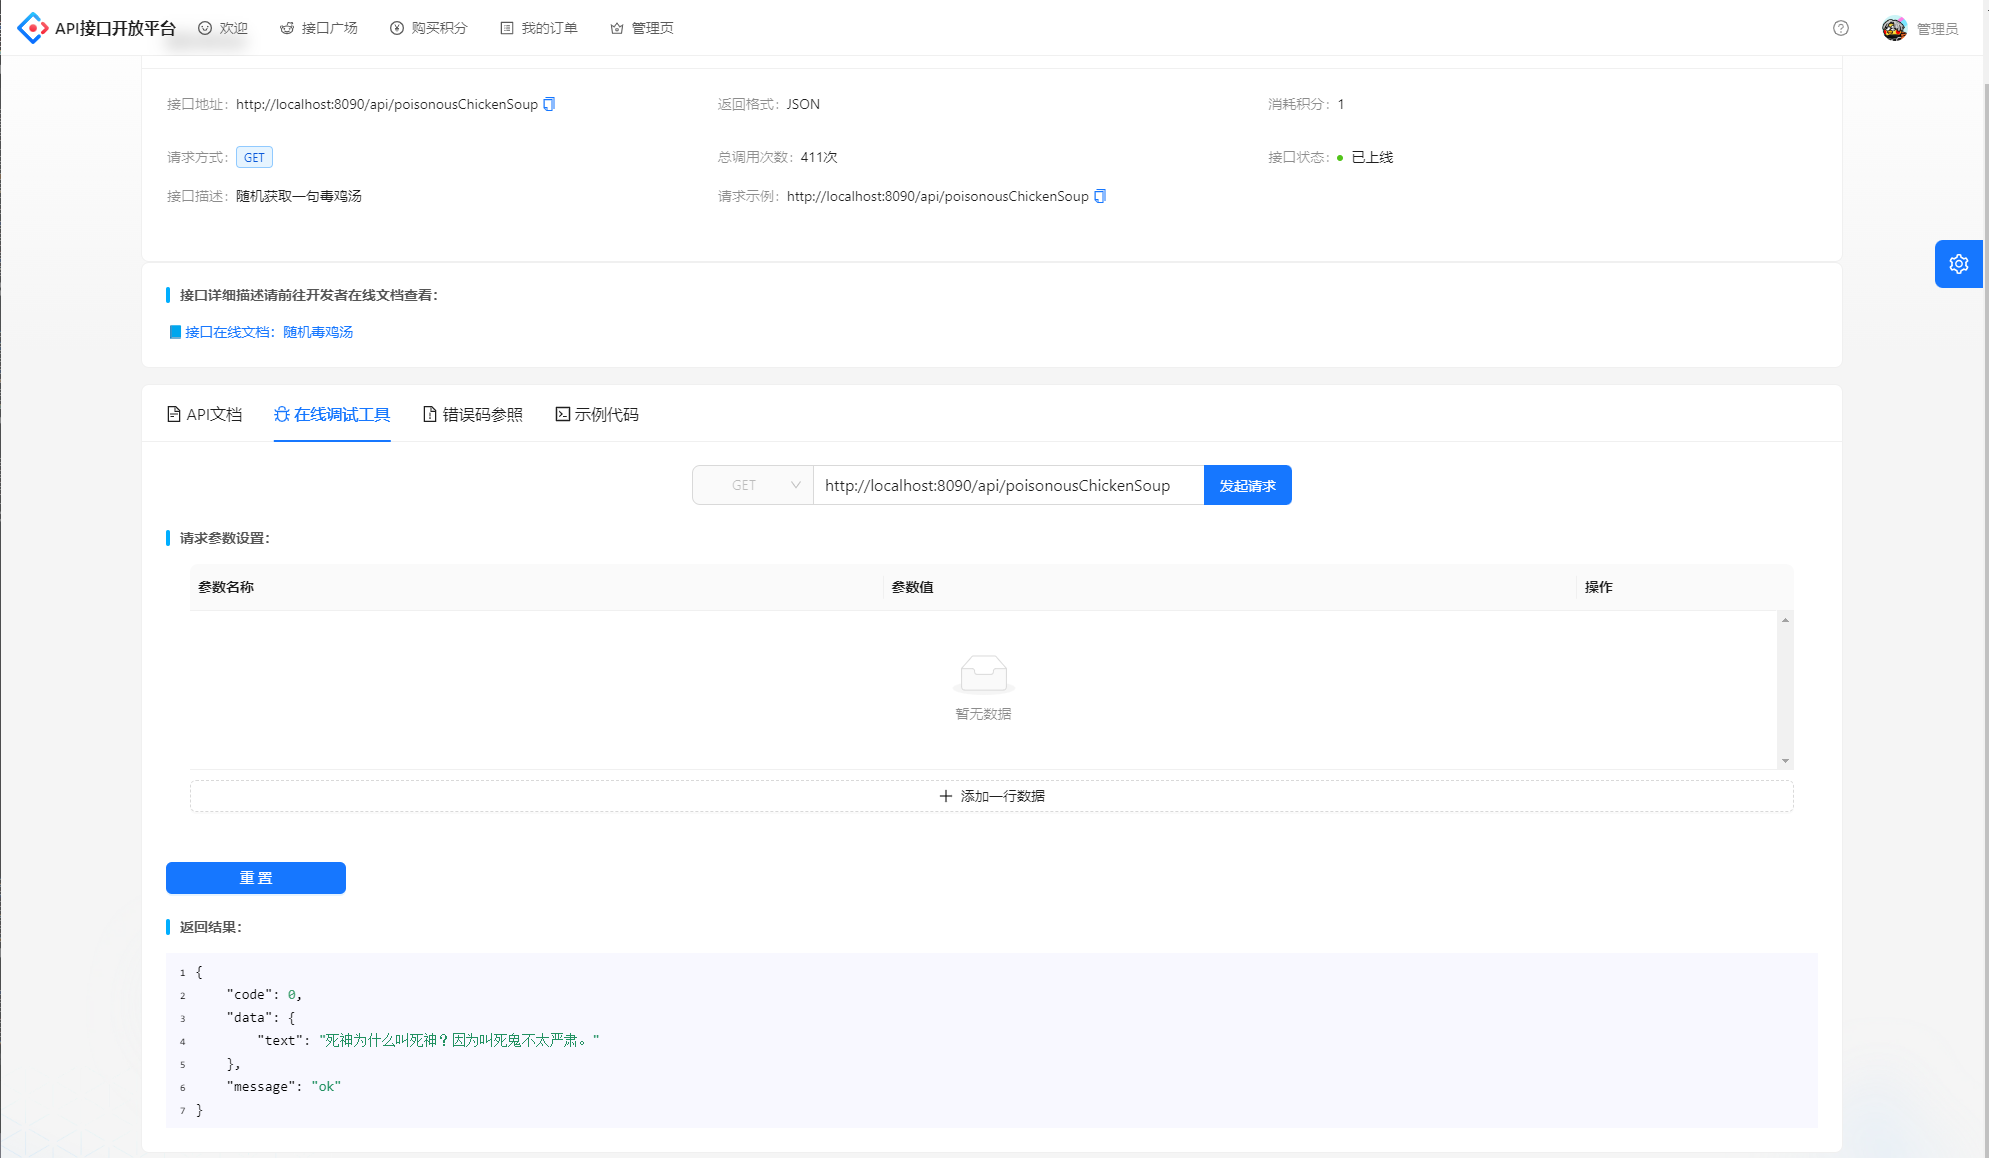 API接口开放平台 欢迎 接口广场 购买积分 我的订单 管理页 管理员
接口地址： http://localhost:8090/api/poisonousChickenSoup 返回格式： JSON 消耗积分： 1
请求方式： GET 总调用次数： 411次 接口状态： 已上线
接口描述： 随机获取一句毒鸡汤 请求示例： http://localhost:8090/api/poisonousChickenSoup
接口详细描述请前往开发者在线文档查看：
接口在线文档：随机毒鸡汤
API文档 在线调试工具 错误码参照 示例代码
GET http://localhost:8090/api/poisonousChickenSoup 发起请求
请求参数设置：
参数名称 参数值 操作
暂无数据
+ 添加一行数据
重 置
返回结果：
1 {
2 "code": 0,
3 "data": {
4 "text": "死神为什么叫死神？因为叫死鬼不太严肃。"
5 },
6 "message": "ok"
7 }